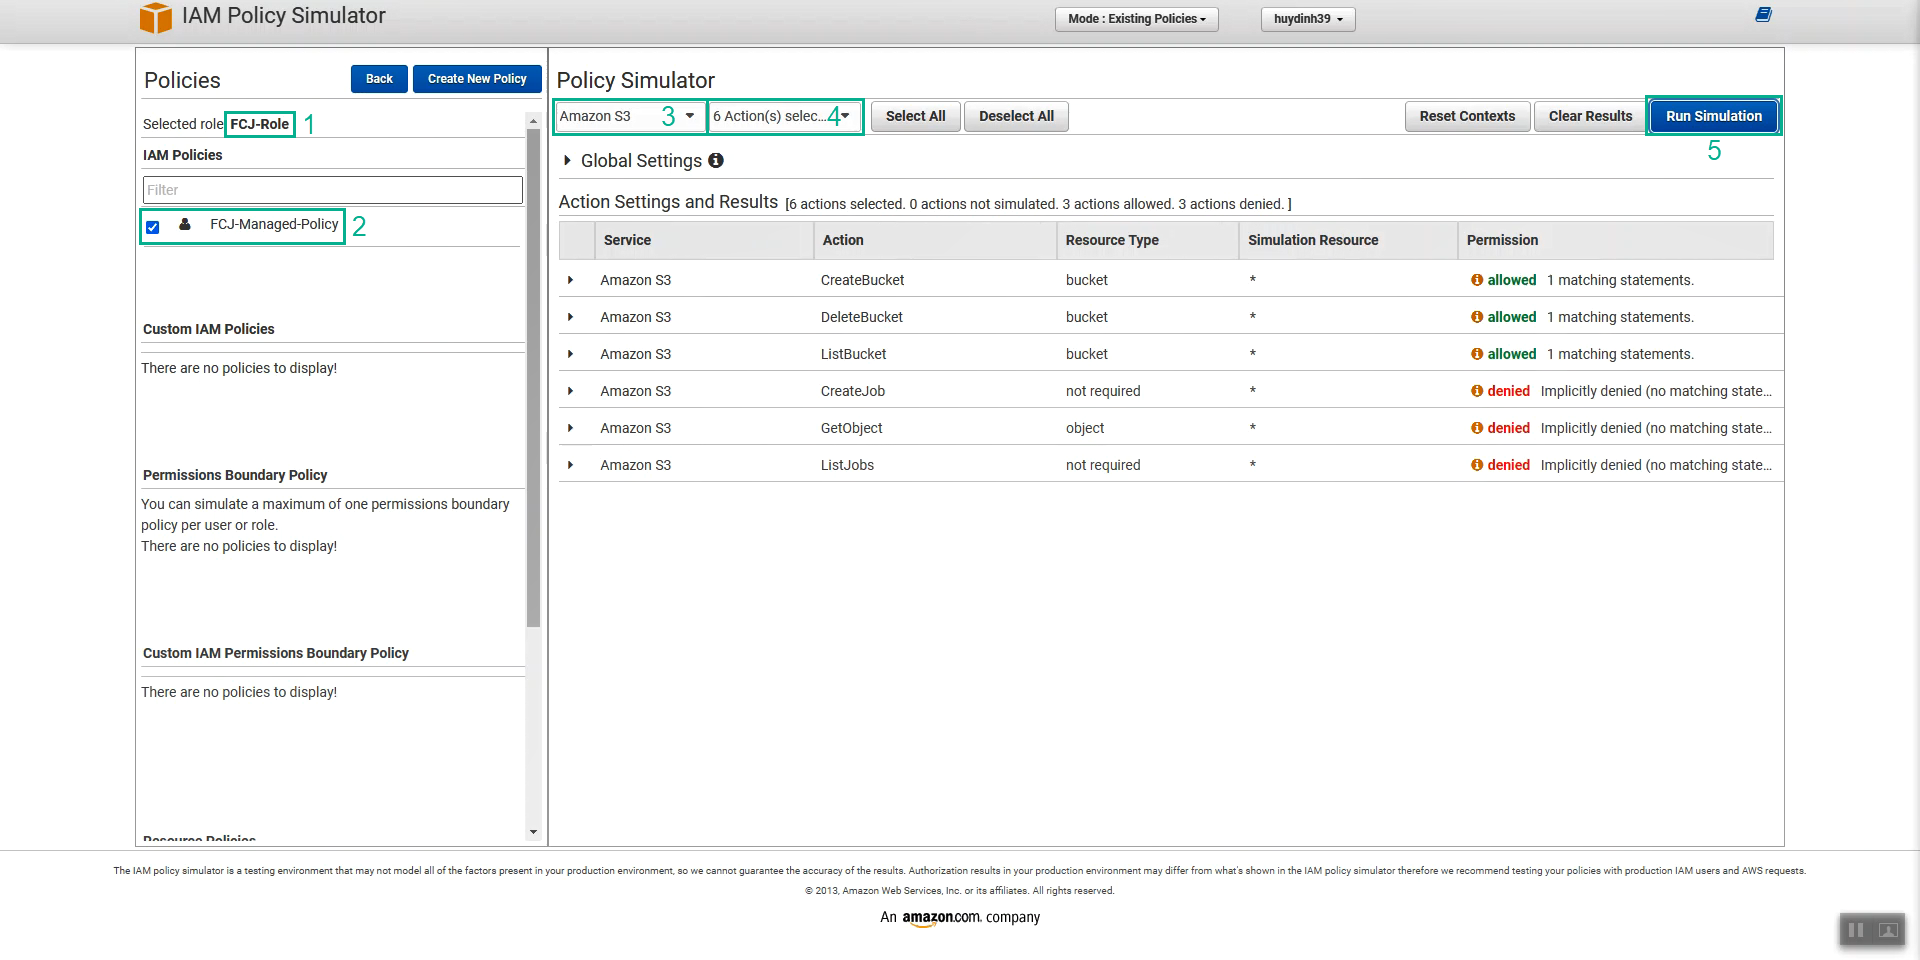 IAM Policy Simulator
Mode : Existing Policies
huydinh39
Policies
Back
Create New Policy
Selected role FCJ-Role 1
IAM Policies
Filter
FCJ-Managed-Policy 2
Custom IAM Policies
There are no policies to display!
Permissions Boundary Policy
You can simulate a maximum of one permissions boundary
policy per user or role.
There are no policies to display!
Custom IAM Permissions Boundary Policy
There are no policies to display!
Resource Policies
Policy Simulator
Amazon S3 3 6 Action(s) selec... 4 Select All Deselect All Reset Contexts Clear Results Run Simulation
5
Global Settings
Action Settings and Results [6 actions selected. 0 actions not simulated. 3 actions allowed. 3 actions denied. ]
Service Action Resource Type Simulation Resource Permission
Amazon S3 CreateBucket bucket * allowed 1 matching statements.
Amazon S3 DeleteBucket bucket * allowed 1 matching statements.
Amazon S3 ListBucket bucket * allowed 1 matching statements.
Amazon S3 CreateJob not required * denied Implicitly denied (no matching state...
Amazon S3 GetObject object * denied Implicitly denied (no matching state...
Amazon S3 ListJobs not required * denied Implicitly denied (no matching state...
The IAM policy simulator is a testing environment that may not model all of the factors present in your production environment, so we cannot guarantee the accuracy of the results. Authorization results in your production environment may differ from what's shown in the IAM policy simulator therefore we recommend testing your policies with production IAM users and AWS requests.
© 2013, Amazon Web Services, Inc. or its affiliates. All rights reserved.
An amazon.com. company